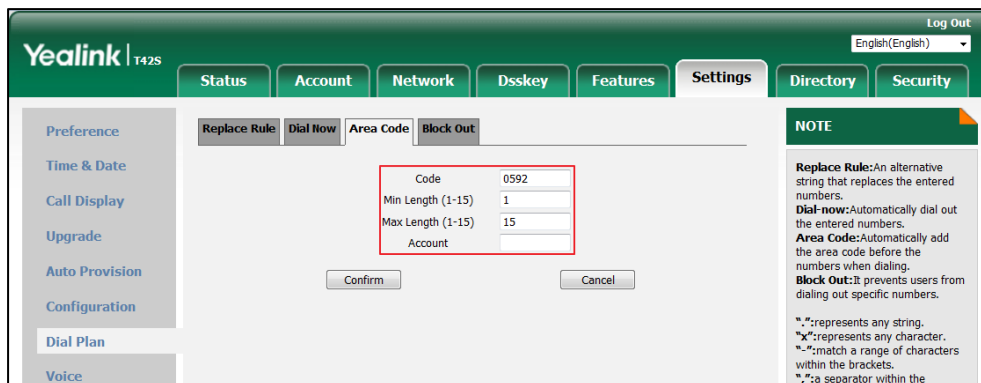 Log Out
English(English)
Yealink | T42S
Status Account Network Dsskey Features Settings Directory Security
Preference
Time & Date
Call Display
Upgrade
Auto Provision
Configuration
Dial Plan
Voice
Replace Rule Dial Now Area Code Block Out
Code 0592
Min Length (1-15) 1
Max Length (1-15) 15
Account
Confirm Cancel
NOTE
Replace Rule:An alternative
string that replaces the entered
numbers.
Dial-now:Automatically dial out
the entered numbers.
Area Code:Automatically add
the area code before the
numbers when dialing.
Block Out:It prevents users from
dialing out specific numbers.
".":represents any string.
"x":represents any character.
"-":match a range of characters
within the brackets.
",":a separator within the